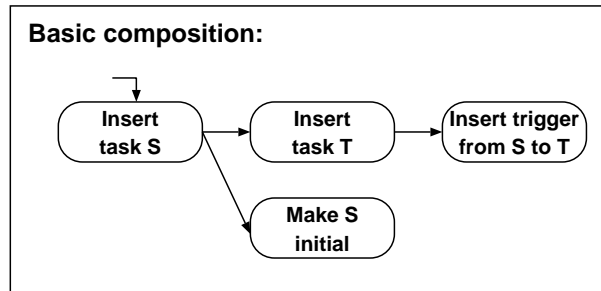 Basic composition:
Insert
task S
Insert
task T
Insert trigger
from S to T
Make S
initial